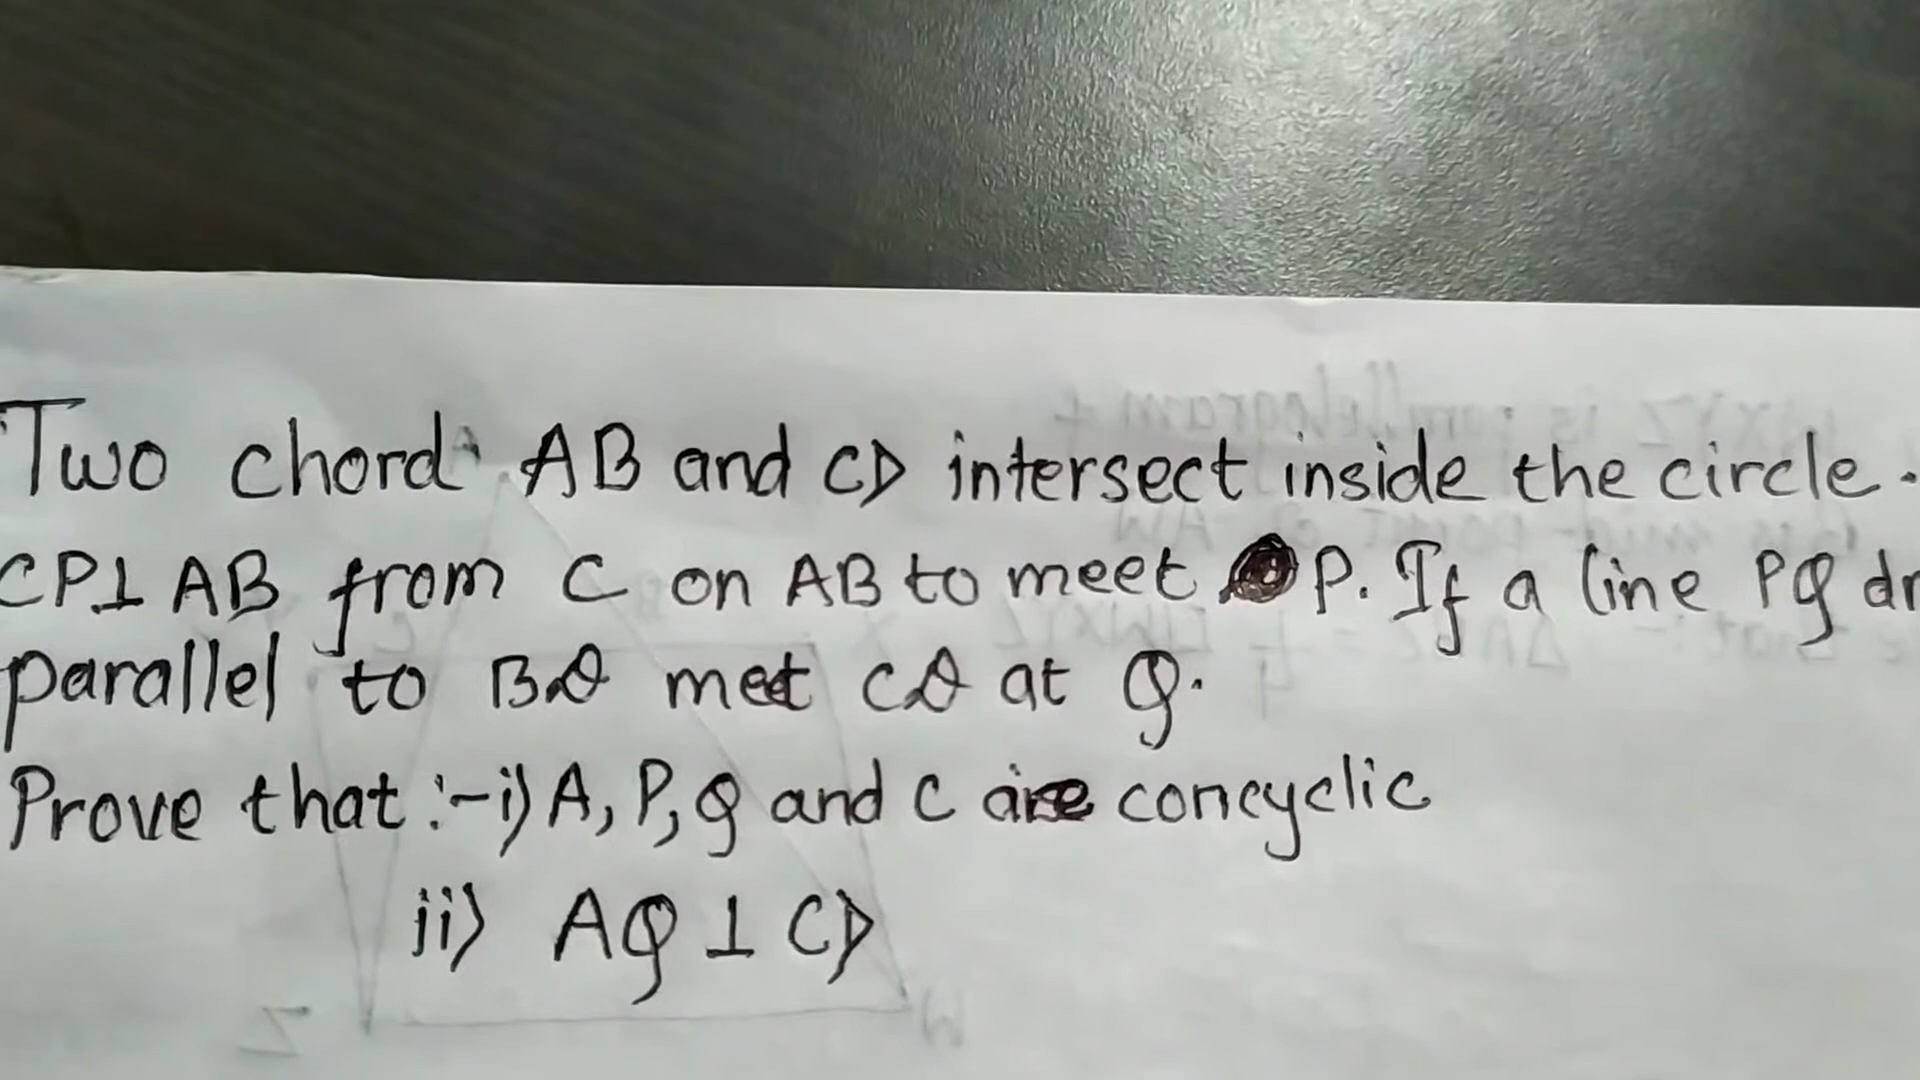 Two chord AB and CD intersect inside the circle.
CP⊥AB from C on AB to meet P. If a line PQ dr
parallel to BD meet CD at Q.
Prove that :- i) A, P, Q and C are concyclic
ii) AQ ⊥ CD